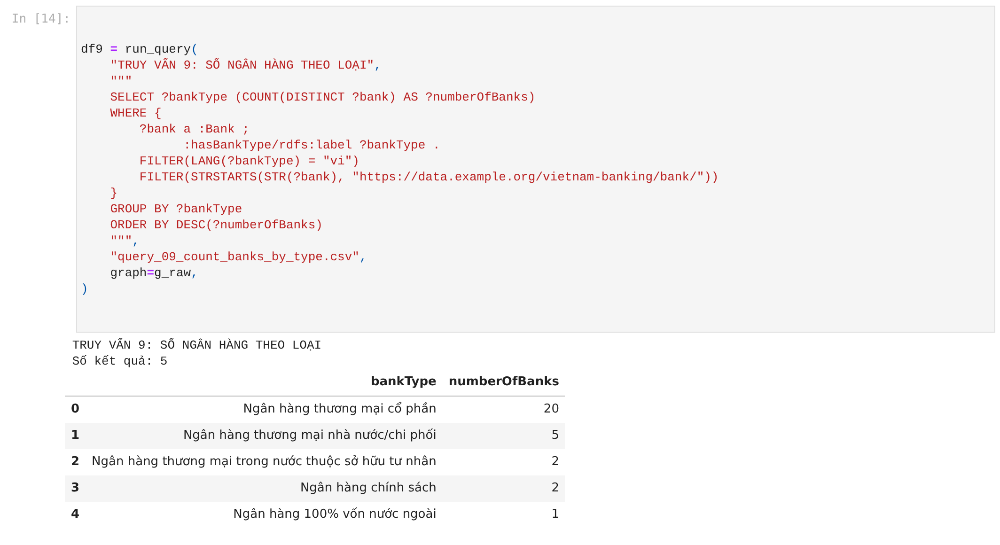 In [14]:
df9 = run_query(
    "TRUY VẤN 9: SỐ NGÂN HÀNG THEO LOẠI",
    """
    SELECT ?bankType (COUNT(DISTINCT ?bank) AS ?numberOfBanks)
    WHERE {
        ?bank a :Bank ;
              :hasBankType/rdfs:label ?bankType .
        FILTER(LANG(?bankType) = "vi")
        FILTER(STRSTARTS(STR(?bank), "https://data.example.org/vietnam-banking/bank/"))
    }
    GROUP BY ?bankType
    ORDER BY DESC(?numberOfBanks)
    """,
    "query_09_count_banks_by_type.csv",
    graph=g_raw,
)
TRUY VẤN 9: SỐ NGÂN HÀNG THEO LOẠI
Số kết quả: 5
bankType numberOfBanks
0 Ngân hàng thương mại cổ phần 20
1 Ngân hàng thương mại nhà nước/chi phối 5
2 Ngân hàng thương mại trong nước thuộc sở hữu tư nhân 2
3 Ngân hàng chính sách 2
4 Ngân hàng 100% vốn nước ngoài 1